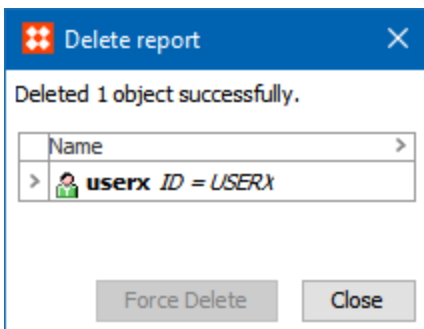 Delete report
Deleted 1 object successfully.
Name
userx ID = USERX
Force Delete Close